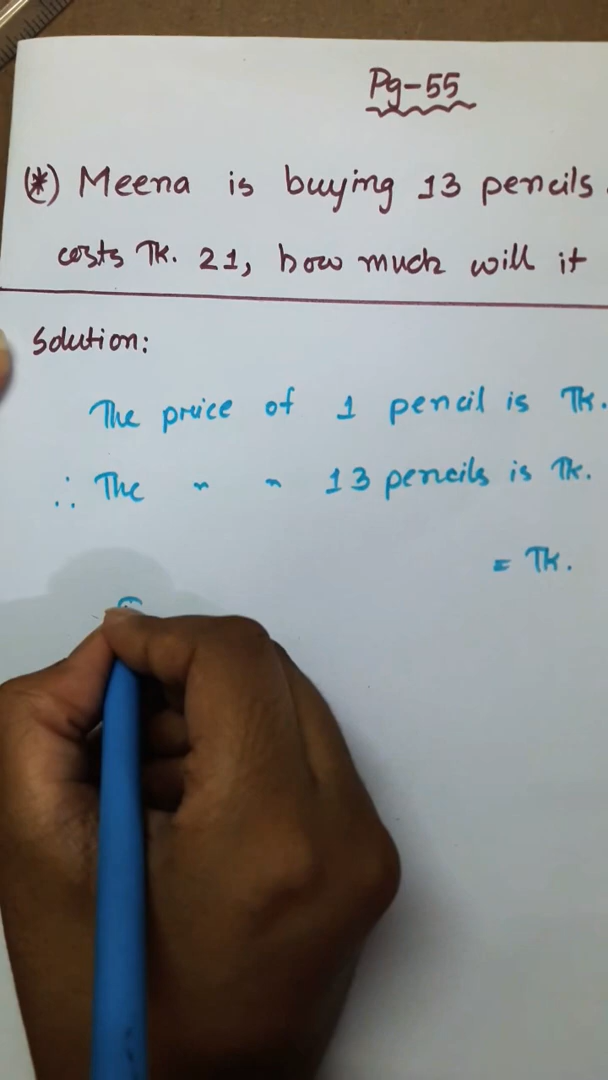 Pg-55
(*) Meena is buying 13 pencils
costs Tk. 21, how much will it
Solution:
The price of 1 pencil is Tk.
∴ The " " 13 pencils is Tk.
= Tk.